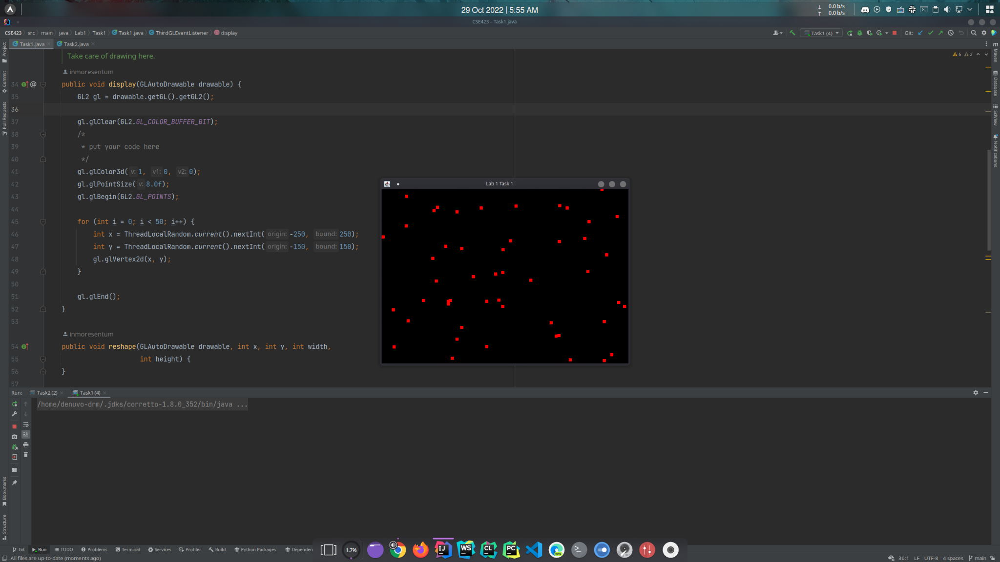 29 Oct 2022 | 5:55 AM
0.0 b/s
0.0 b/s
CSE423 – Task1.java
CSE423 src main java Lab1 Task1 Task1.java ThirdGLEventListener display
Task1 (4)
Git:
Task1.java Task2.java
Take care of drawing here.
6 2
inmoresentum
34 public void display(GLAutoDrawable drawable) {
35 GL2 gl = drawable.getGL().getGL2();
36
37 gl.glClear(GL2.GL_COLOR_BUFFER_BIT);
38 /*
39 * put your code here
40 */
41 gl.glColor3d( v: 1, v1: 0, v2: 0);
42 gl.glPointSize( v: 8.0f);
43 gl.glBegin(GL2.GL_POINTS);
44
45 for (int i = 0; i < 50; i++) {
46 int x = ThreadLocalRandom.current().nextInt( origin: -250, bound: 250);
47 int y = ThreadLocalRandom.current().nextInt( origin: -150, bound: 150);
48 gl.glVertex2d(x, y);
49 }
50
51 gl.glEnd();
52 }
53
inmoresentum
54 public void reshape(GLAutoDrawable drawable, int x, int y, int width,
55 int height) {
56 }
57
Lab 1 Task 1
Project
Commit
Pull Requests
Bookmarks
Structure
m
Maven
Database
SciView
Notifications
Run: Task2 (2) Task1 (4)
/home/denuvo-drm/.jdks/corretto-1.8.0_352/bin/java ...
Git Run TODO Problems Terminal Services Profiler Build Python Packages Dependen
1.7%
IJ
WS
CL
PC
DEV
All files are up-to-date (moments ago)
36:1 LF UTF-8 4 spaces main